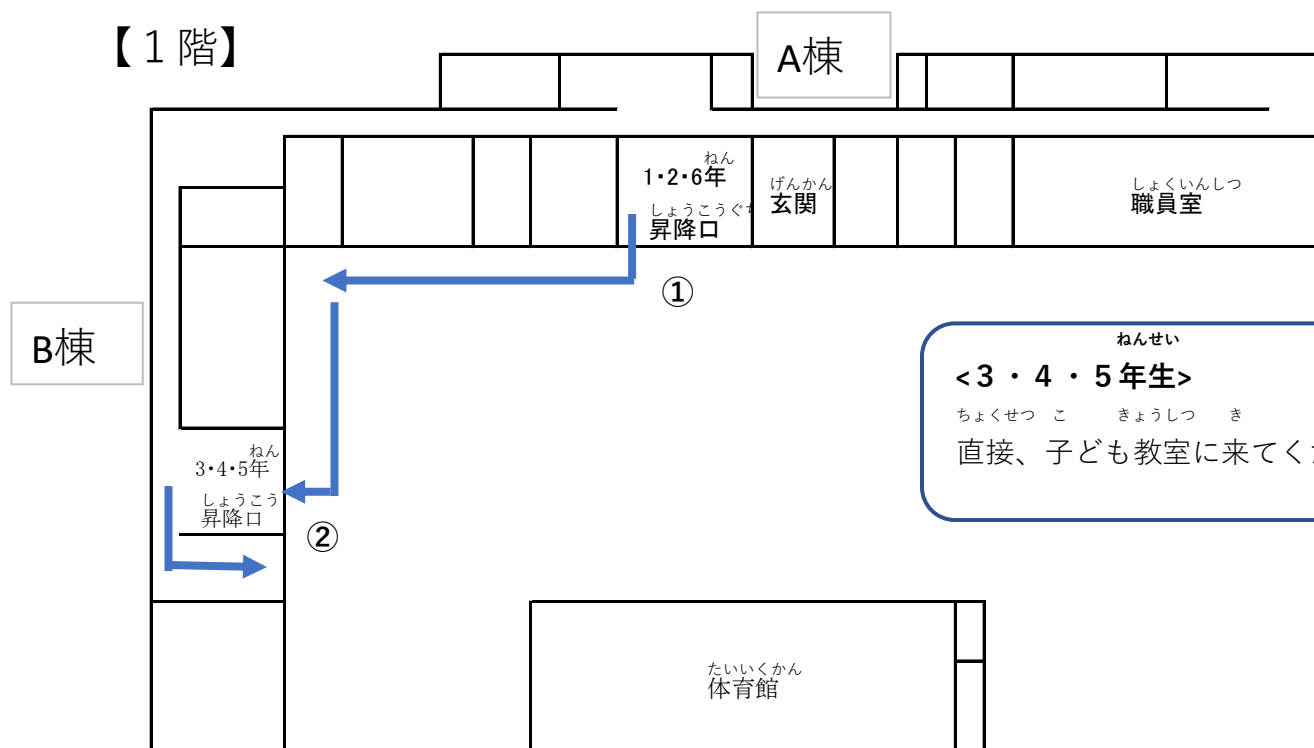 【１階】
A棟
ねん
1・2・6年
しょうこうぐ
昇降口
げんかん
玄関
しょくいんしつ
職員室
①
B棟
ねんせい
<３・４・５年生>
ちょくせつ こ きょうしつ き
直接、子ども教室に来てく
ねん
3・4・5年
しょうこう
昇降口
②
たいいくかん
体育館